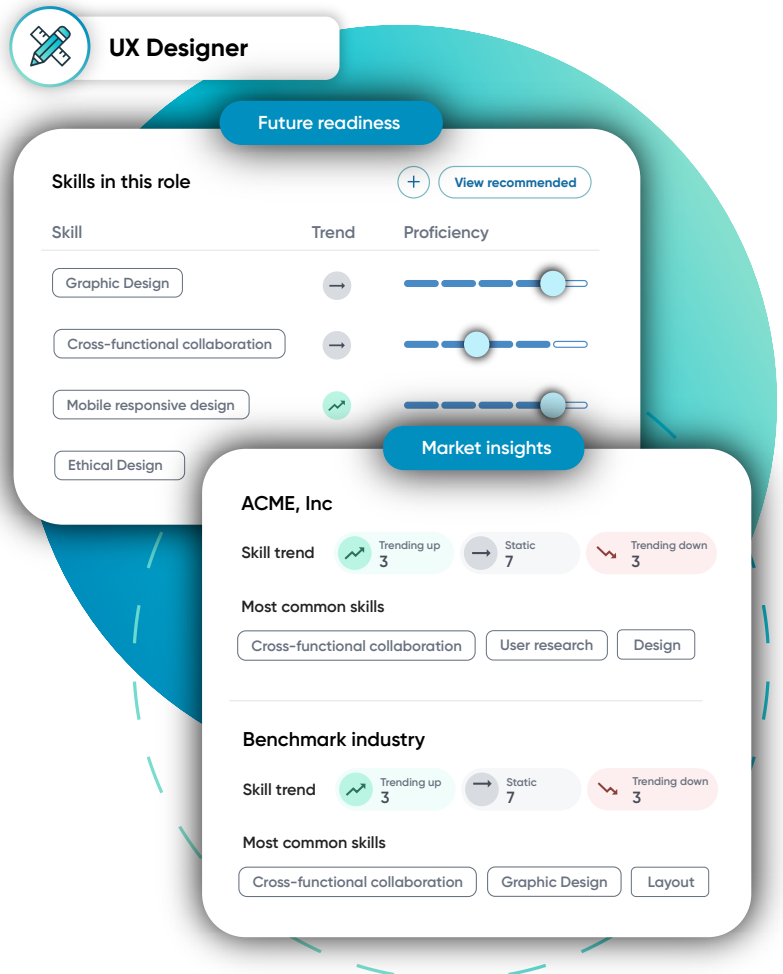 UX Designer
Future readiness
Skills in this role
View recommended
Skill Trend Proficiency
Graphic Design
Cross-functional collaboration
Mobile responsive design
Ethical Design
Market insights
ACME, Inc
Skill trend
Trending up
3
Static
7
Trending down
3
Most common skills
Cross-functional collaboration User research Design
Benchmark industry
Skill trend
Trending up
3
Static
7
Trending down
3
Most common skills
Cross-functional collaboration Graphic Design Layout